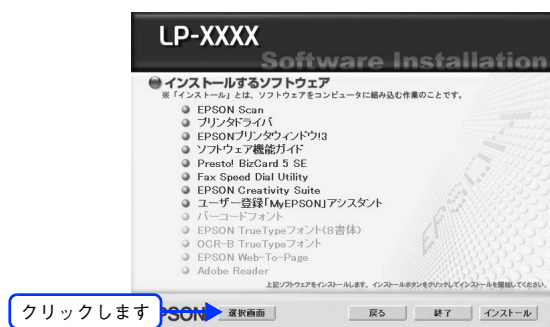 LP-XXXX
Software Installation
インストールするソフトウェア
※「インストール」とは、ソフトウェアをコンピュータに組み込む作業のことです。
EPSON Scan
プリンタドライバ
EPSONプリンタウィンドウ!3
ソフトウェア機能ガイド
Presto! BizCard 5 SE
Fax Speed Dial Utility
EPSON Creativity Suite
ユーザー登録「MyEPSON」アシスタント
バーコードフォント
EPSON TrueTypeフォント(8書体)
OCR-B TrueTypeフォント
EPSON Web-To-Page
Adobe Reader
EPSON
上記ソフトウェアをインストールします。インストールボタンをクリックしてインストールを開始してください。
クリックします
PSON
選択画面
戻る
終了
インストール